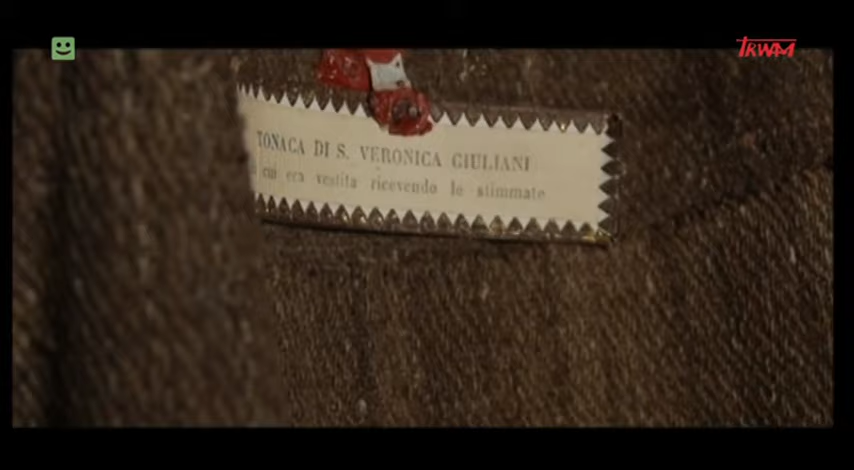 TRWAM
TONACA DI S. VERONICA GIULIANI
cui era vestita ricevendo le stimmate